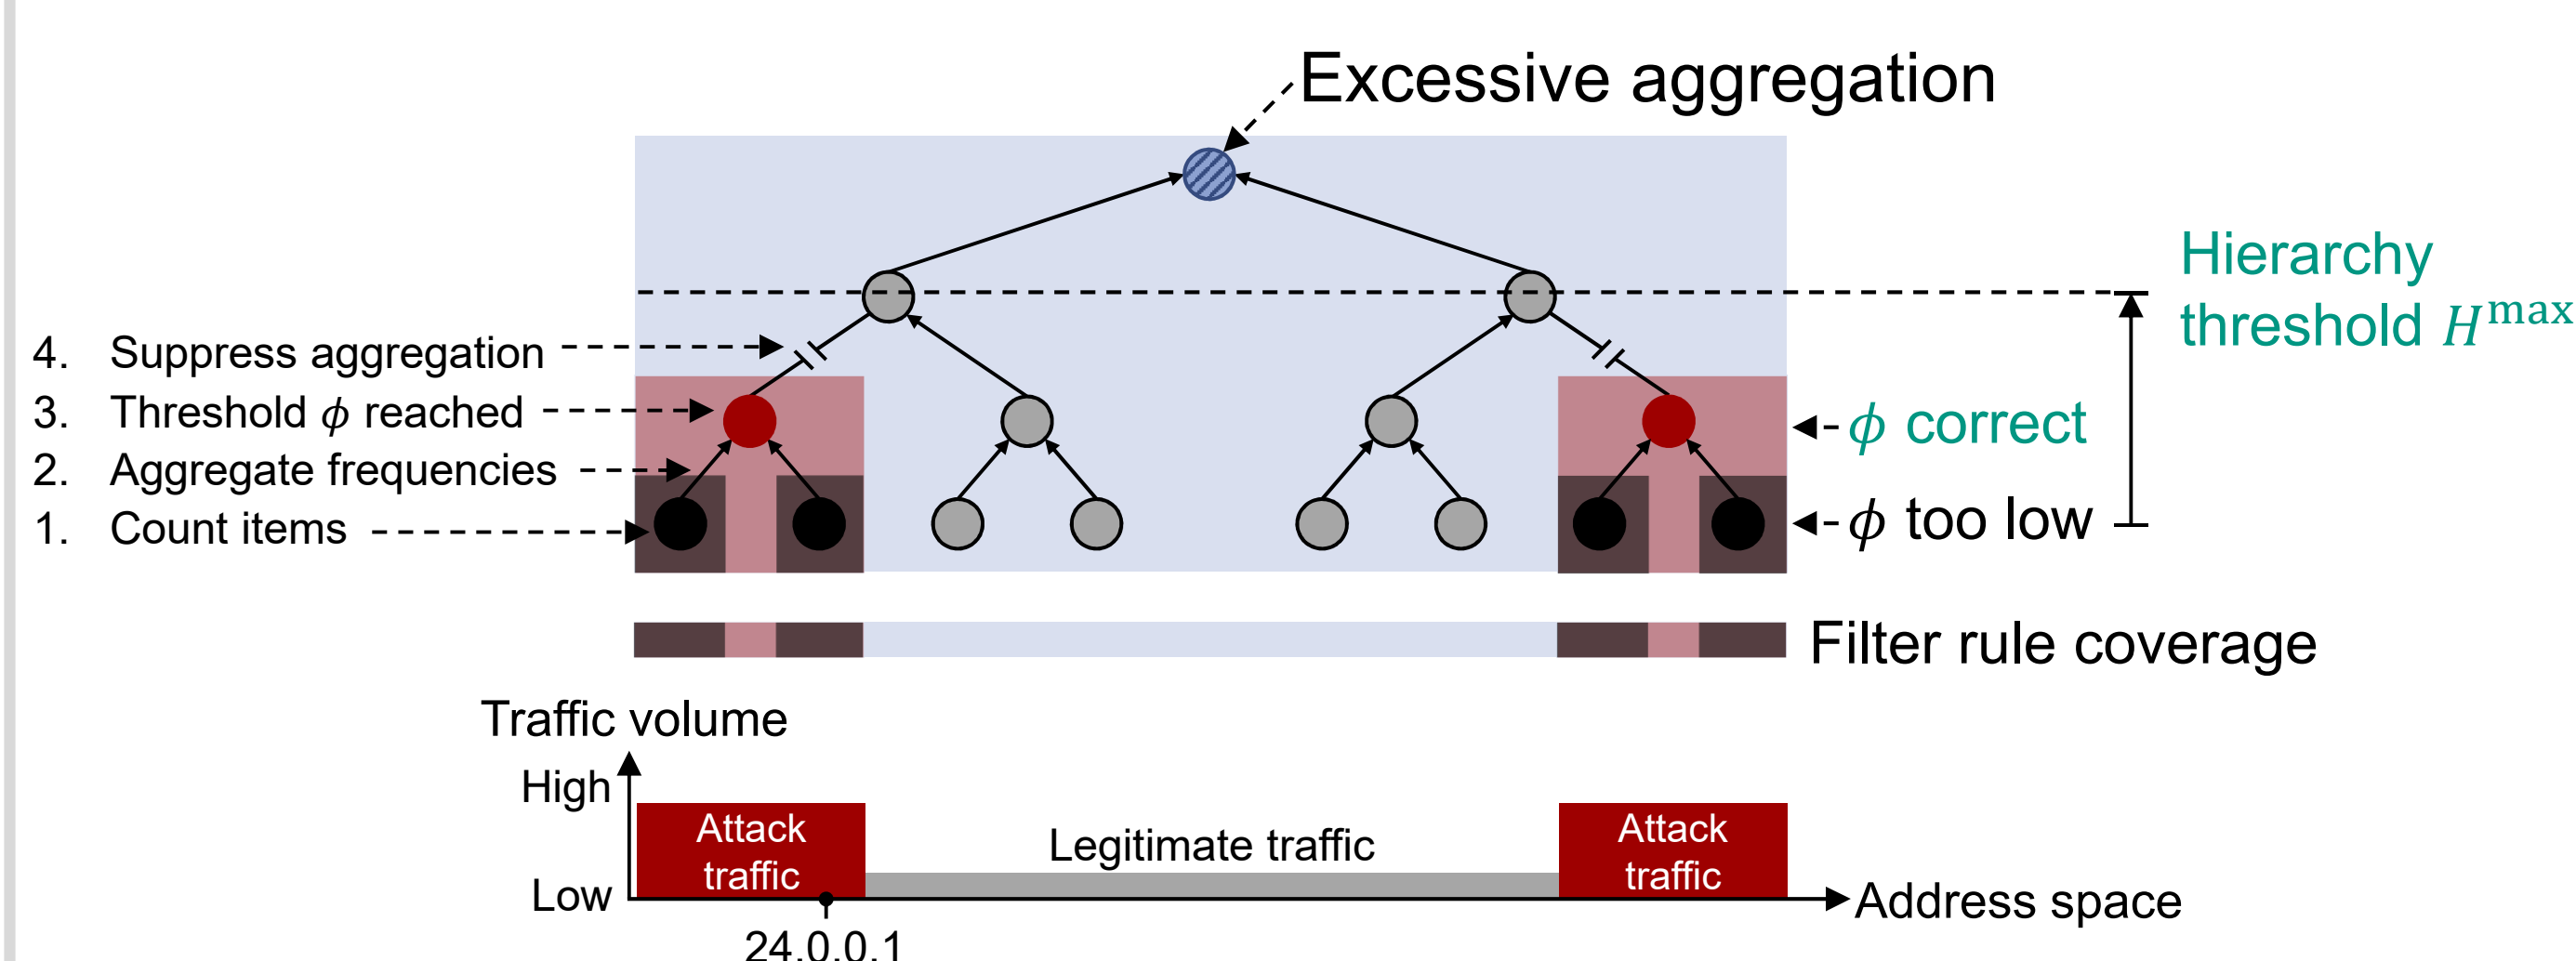 Excessive aggregation
Hierarchy
threshold H^max
4. Suppress aggregation
3. Threshold ϕ reached
2. Aggregate frequencies
1. Count items
ϕ correct
ϕ too low
Filter rule coverage
Traffic volume
High
Low
Attack
traffic
Legitimate traffic
Attack
traffic
Address space
24.0.0.1